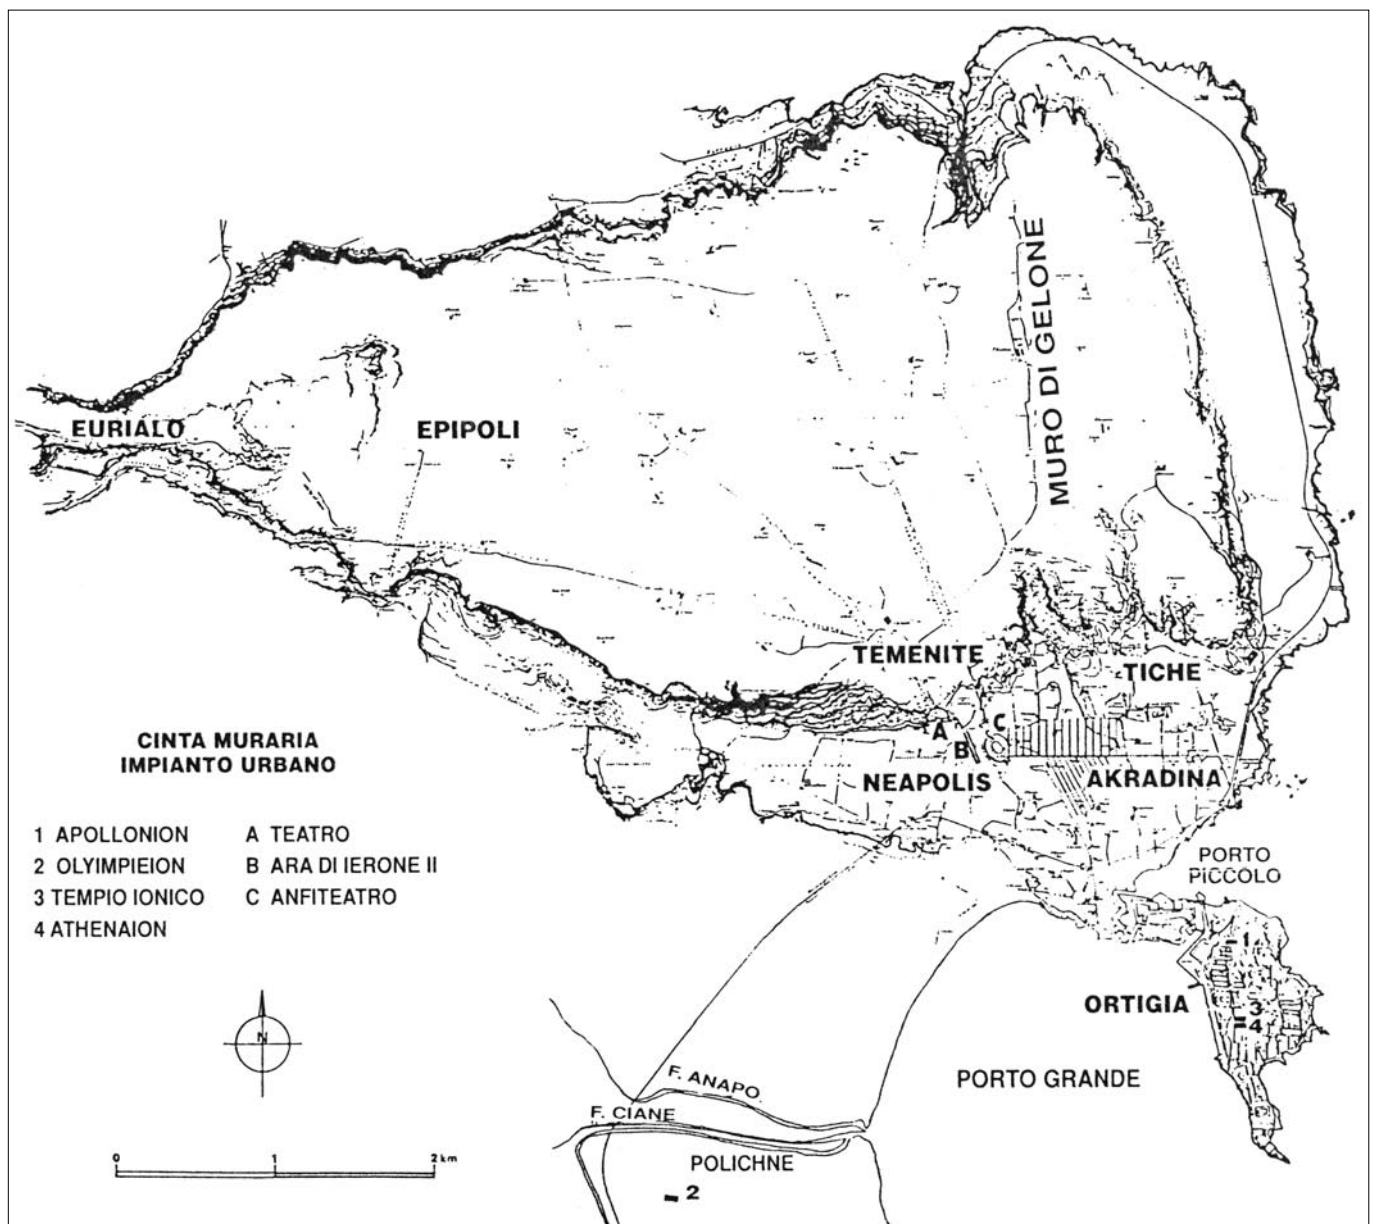 MURO DI GELONE
EURIALO
EPIPOLI
TEMENITE
TICHE
A
B
C
NEAPOLIS
AKRADINA
CINTA MURARIA
IMPIANTO URBANO
1 APOLLONION
2 OLYIMPIEION
3 TEMPIO IONICO
4 ATHENAION
A TEATRO
B ARA DI IERONE II
C ANFITEATRO
PORTO
PICCOLO
1
ORTIGIA
3
4
N
PORTO GRANDE
F. ANAPO.
F. CIANE
POLICHNE
2
0 1 2 km